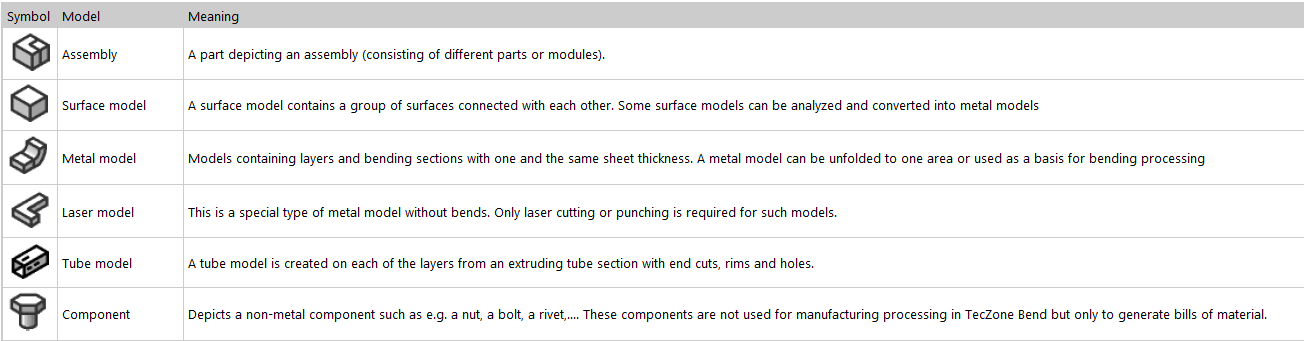 Symbol Model Meaning
Assembly A part depicting an assembly (consisting of different parts or modules).
Surface model A surface model contains a group of surfaces connected with each other. Some surface models can be analyzed and converted into metal models
Metal model Models containing layers and bending sections with one and the same sheet thickness. A metal model can be unfolded to one area or used as a basis for bending processing
Laser model This is a special type of metal model without bends. Only laser cutting or punching is required for such models.
Tube model A tube model is created on each of the layers from an extruding tube section with end cuts, rims and holes.
Component Depicts a non-metal component such as e.g. a nut, a bolt, a rivet,.... These components are not used for manufacturing processing in TecZone Bend but only to generate bills of material.